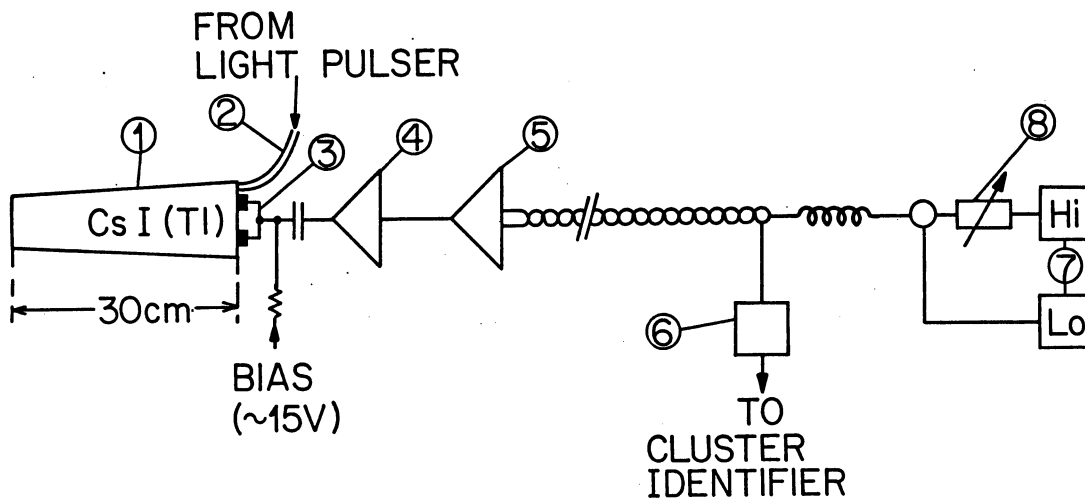 FROM
LIGHT PULSER
①
②
③
④
⑤
⑧
Cs I (Tl)
Hi
⑦
Lo
30cm
⑥
BIAS
(~15V)
TO
CLUSTER
IDENTIFIER